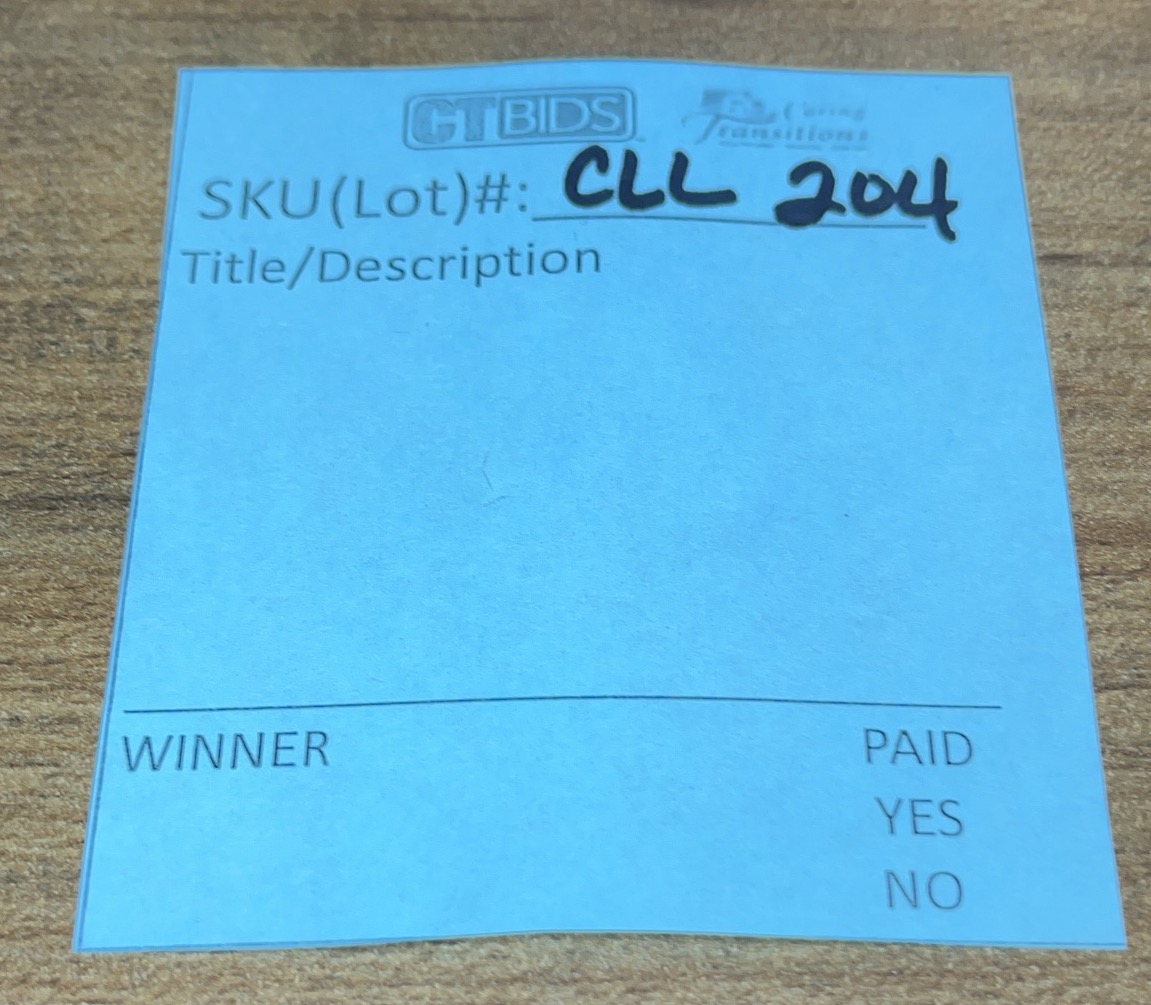 CTBIDS Caring Transitions
SKU(Lot)#: CLL 204
Title/Description
WINNER PAID
YES
NO